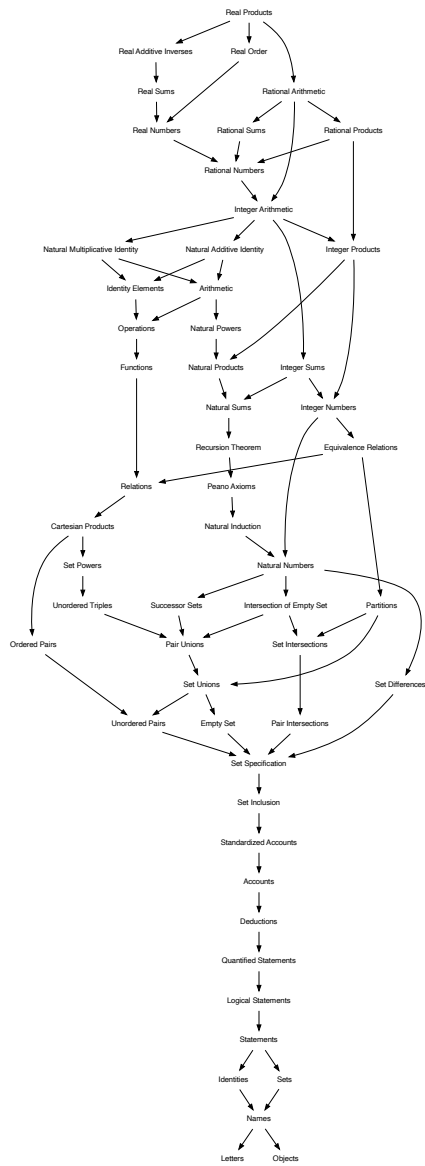 Real Products
Real Additive Inverses
Real Order
Real Sums
Rational Arithmetic
Real Numbers
Rational Sums
Rational Products
Rational Numbers
Integer Arithmetic
Natural Multiplicative Identity
Natural Additive Identity
Integer Products
Identity Elements
Arithmetic
Operations
Natural Powers
Functions
Natural Products
Integer Sums
Natural Sums
Integer Numbers
Recursion Theorem
Equivalence Relations
Relations
Peano Axioms
Cartesian Products
Natural Induction
Set Powers
Natural Numbers
Unordered Triples
Successor Sets
Intersection of Empty Set
Partitions
Ordered Pairs
Pair Unions
Set Intersections
Set Unions
Set Differences
Unordered Pairs
Empty Set
Pair Intersections
Set Specification
Set Inclusion
Standardized Accounts
Accounts
Deductions
Quantified Statements
Logical Statements
Statements
Identities
Sets
Names
Letters
Objects